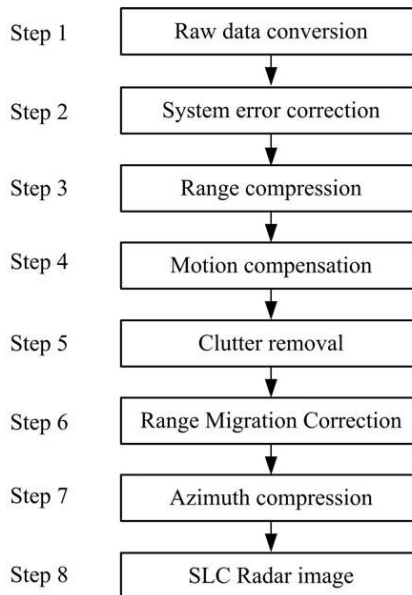 Step 1 Raw data conversion
Step 2 System error correction
Step 3 Range compression
Step 4 Motion compensation
Step 5 Clutter removal
Step 6 Range Migration Correction
Step 7 Azimuth compression
Step 8 SLC Radar image